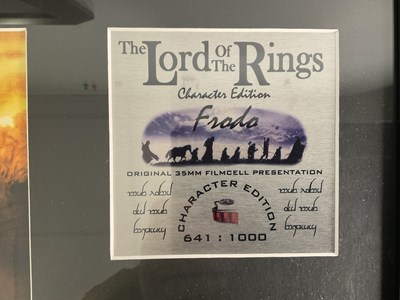 The Lord Of The Rings
Character Edition
Frodo
ORIGINAL 35MM FILMCELL PRESENTATION
CHARACTER EDITION
641 : 1000